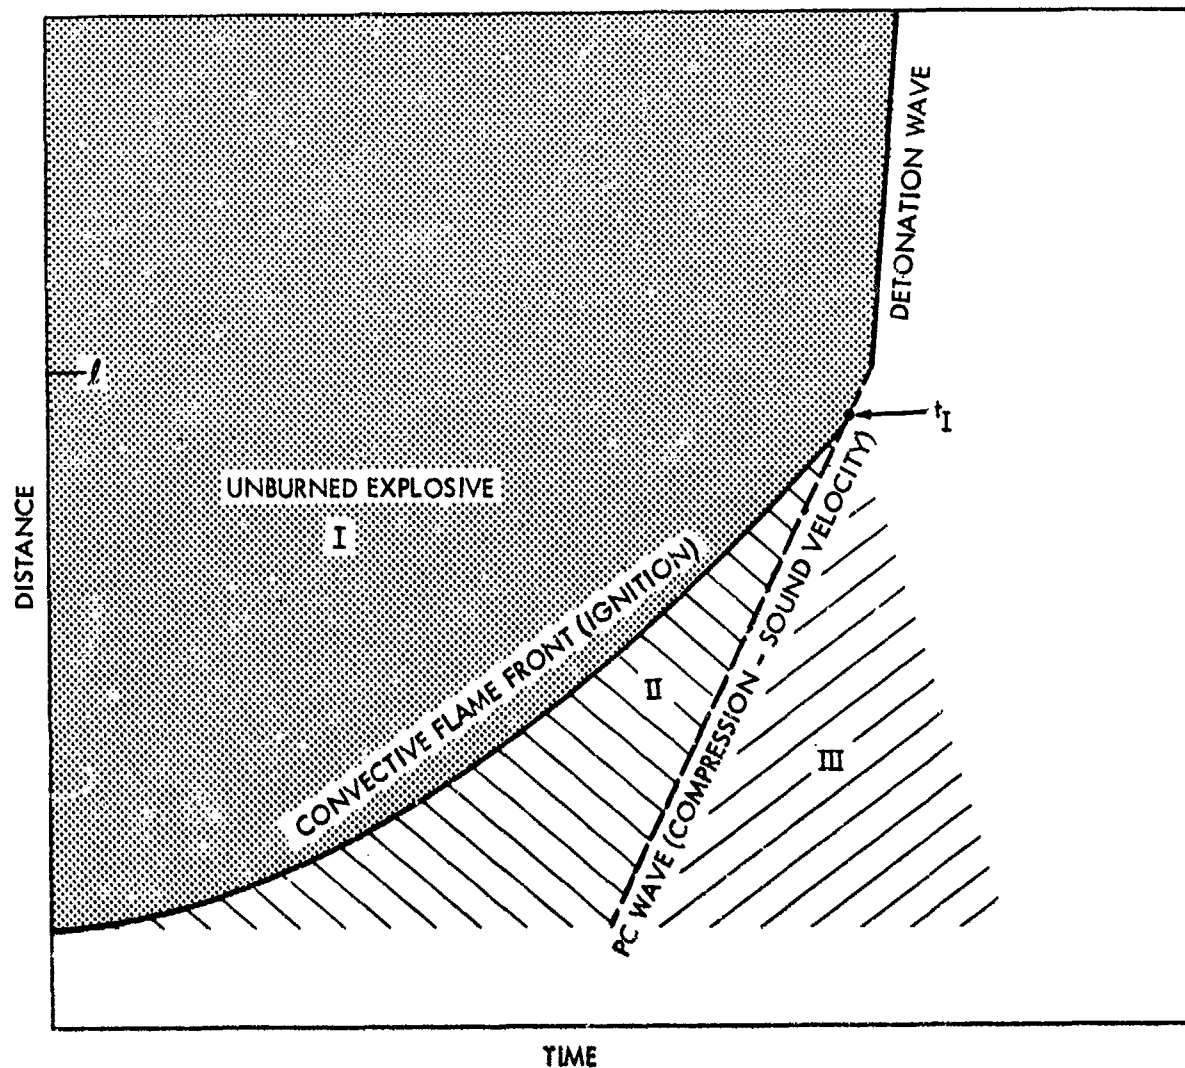 DETONATION WAVE
ℓ
t_I
UNBURNED EXPLOSIVE
I
DISTANCE
CONVECTIVE FLAME FRONT (IGNITION)
II
PC WAVE (COMPRESSION - SOUND VELOCITY)
III
TIME